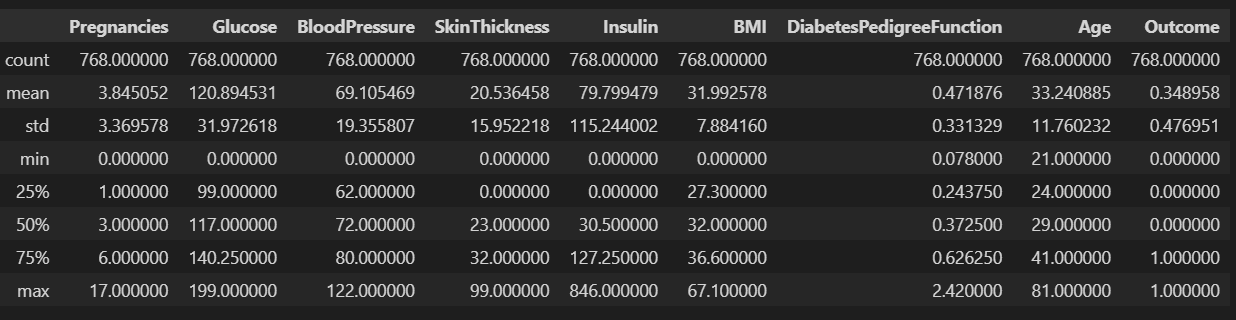 Pregnancies Glucose BloodPressure SkinThickness Insulin BMI DiabetesPedigreeFunction Age Outcome
count 768.000000 768.000000 768.000000 768.000000 768.000000 768.000000 768.000000 768.000000 768.000000
mean 3.845052 120.894531 69.105469 20.536458 79.799479 31.992578 0.471876 33.240885 0.348958
std 3.369578 31.972618 19.355807 15.952218 115.244002 7.884160 0.331329 11.760232 0.476951
min 0.000000 0.000000 0.000000 0.000000 0.000000 0.000000 0.078000 21.000000 0.000000
25% 1.000000 99.000000 62.000000 0.000000 0.000000 27.300000 0.243750 24.000000 0.000000
50% 3.000000 117.000000 72.000000 23.000000 30.500000 32.000000 0.372500 29.000000 0.000000
75% 6.000000 140.250000 80.000000 32.000000 127.250000 36.600000 0.626250 41.000000 1.000000
max 17.000000 199.000000 122.000000 99.000000 846.000000 67.100000 2.420000 81.000000 1.000000